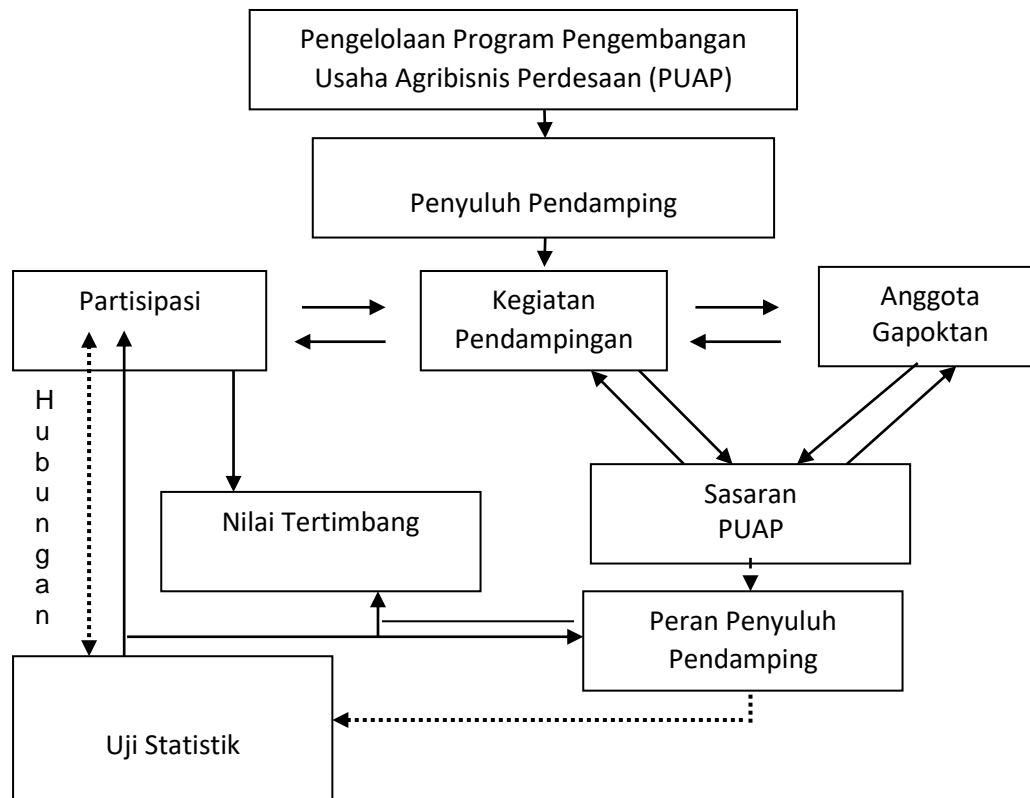 Pengelolaan Program Pengembangan
Usaha Agribisnis Perdesaan (PUAP)
Penyuluh Pendamping
Partisipasi
Kegiatan
Pendampingan
Anggota
Gapoktan
Hubungan
Nilai Tertimbang
Sasaran
PUAP
Peran Penyuluh
Pendamping
Uji Statistik